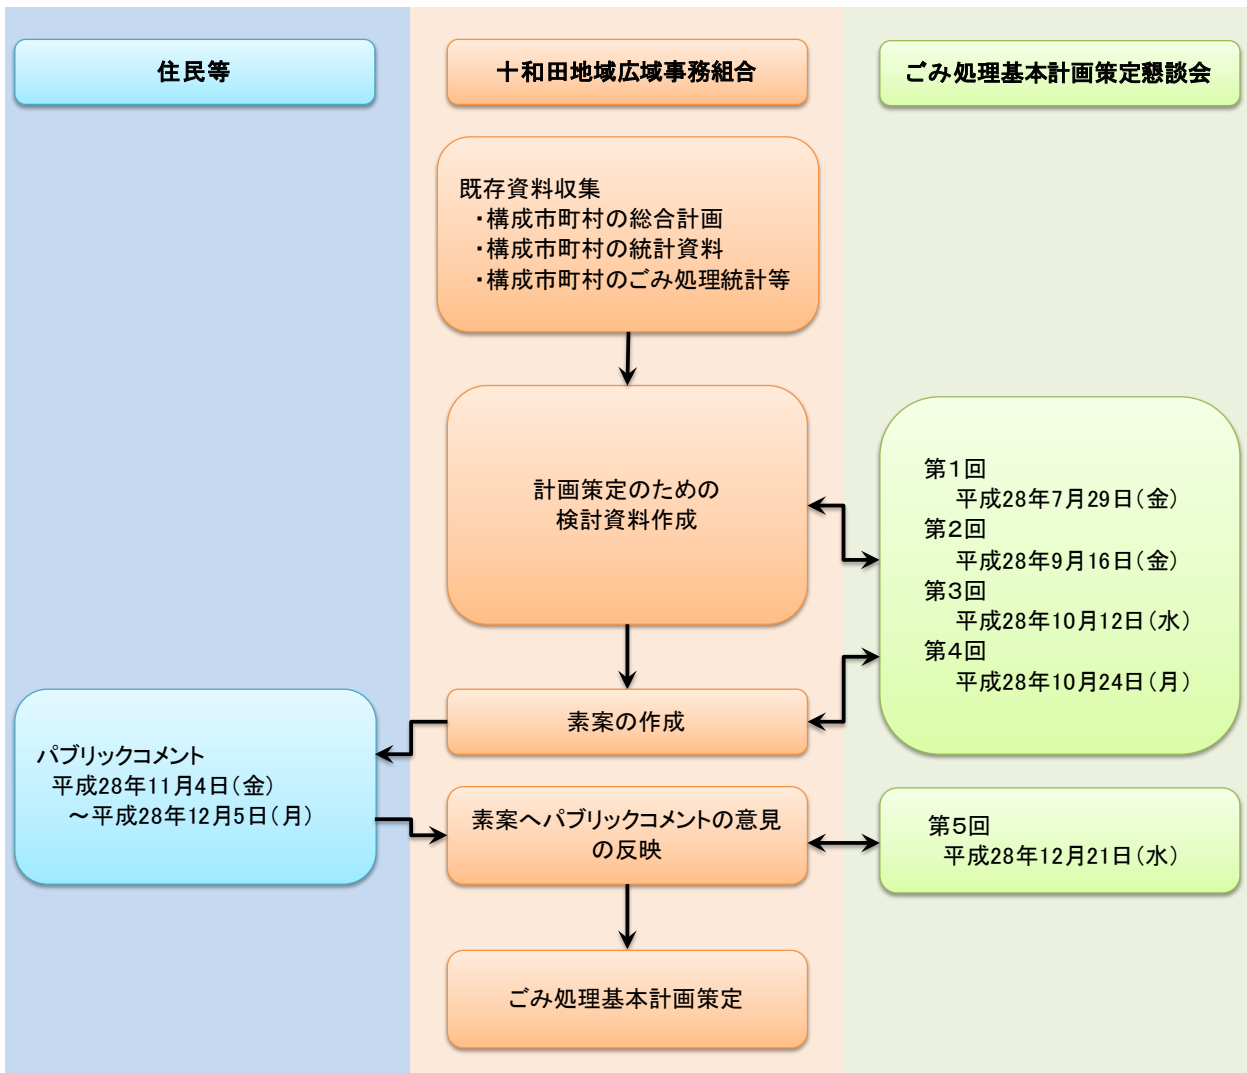 住民等
十和田地域広域事務組合
ごみ処理基本計画策定懇談会
既存資料収集
・構成市町村の総合計画
・構成市町村の統計資料
・構成市町村のごみ処理統計等
計画策定のための
検討資料作成
第１回
平成28年7月29日（金）
第２回
平成28年9月16日（金）
第３回
平成28年10月12日（水）
第４回
平成28年10月24日（月）
素案の作成
パブリックコメント
平成28年11月4日（金）
～平成28年12月5日（月）
素案へパブリックコメントの意見
の反映
第５回
平成28年12月21日（水）
ごみ処理基本計画策定